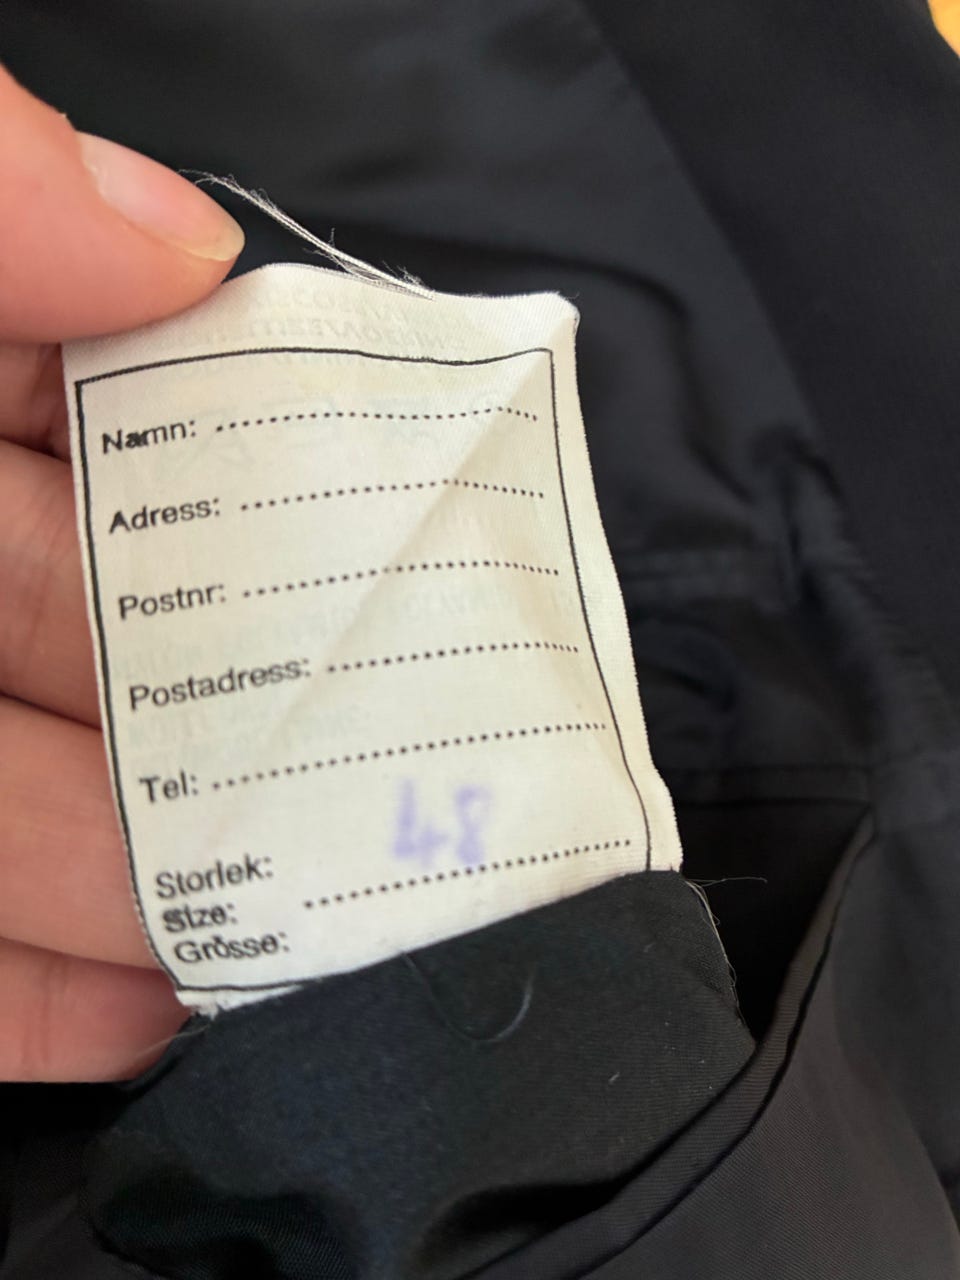 Namn: ........................
Adress: ........................
Postnr: ........................
Postadress: ........................
Tel: ........................
48
Storlek:
Size: ........................
Grösse: